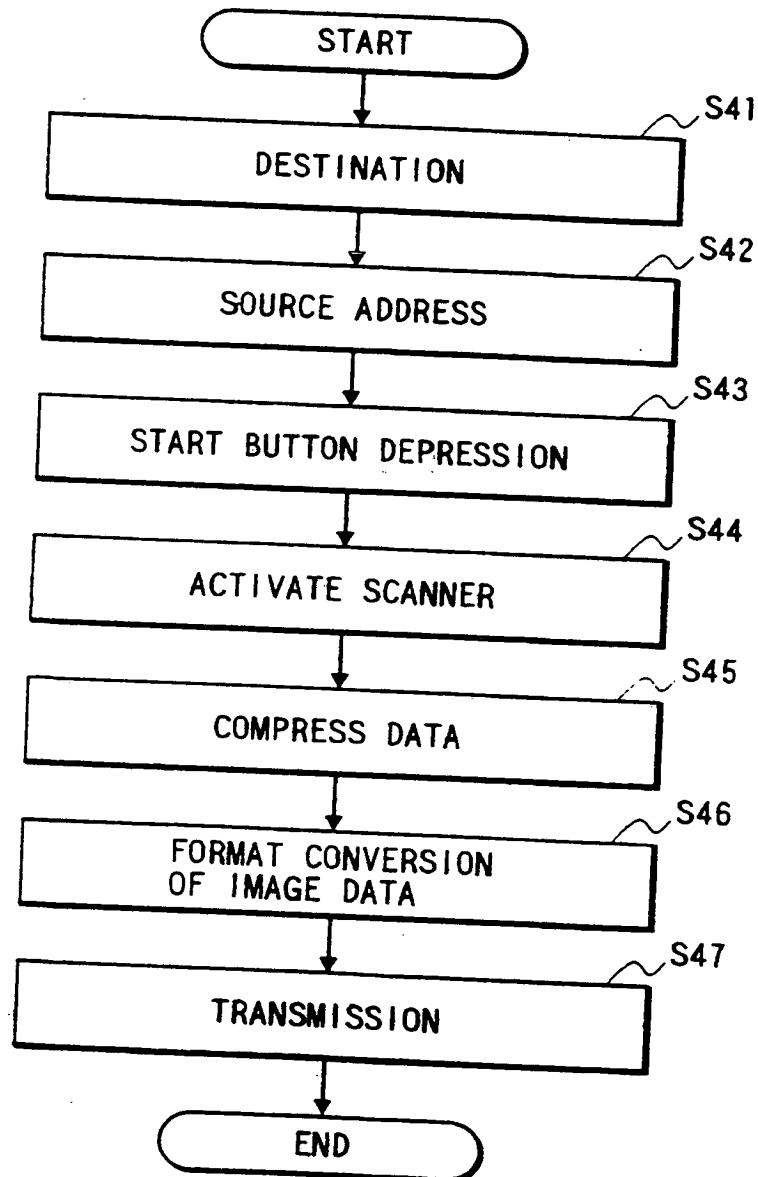 START
S41
DESTINATION
S42
SOURCE ADDRESS
S43
START BUTTON DEPRESSION
S44
ACTIVATE SCANNER
S45
COMPRESS DATA
S46
FORMAT CONVERSION
OF IMAGE DATA
S47
TRANSMISSION
END